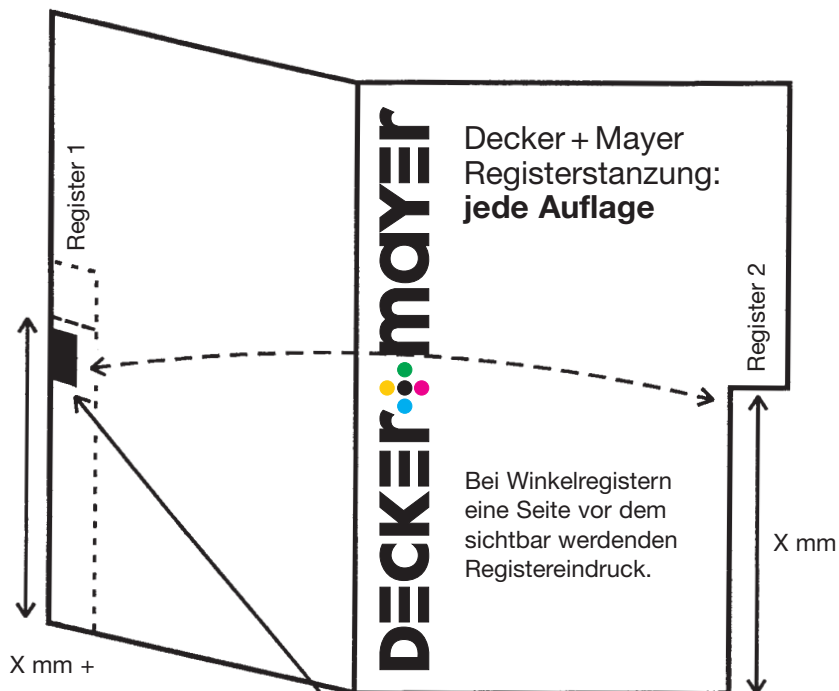 Register 1
DECKER+mayer
Decker + Mayer
Registerstanzung:
jede Auflage
Register 2
Bei Winkelregistern
eine Seite vor dem
sichtbar werdenden
Registereindruck.
X mm
X mm +